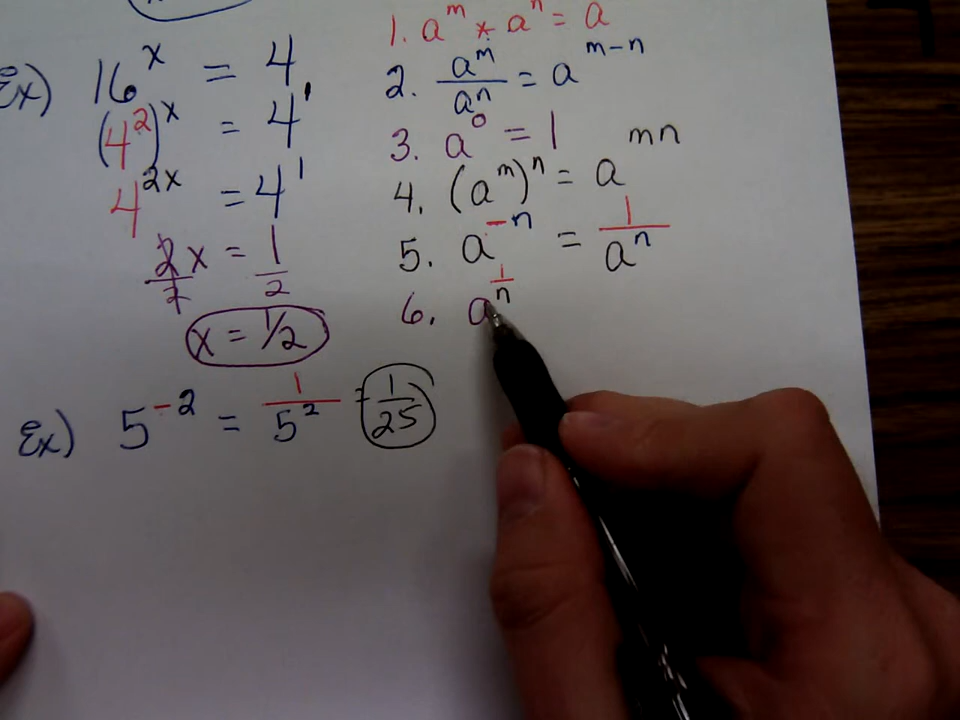 Ex) 16^x = 4
(4^2)^x = 4^1
4^2x = 4^1
2x/2 = 1/2
x = 1/2
Ex) 5^-2 = 1/5^2 = 1/25
1. a^m * a^n = a
2. a^m/a^n = a^m-n
3. a^0 = 1
4. (a^m)^n = a^mn
5. a^-n = 1/a^n
6. a^1/n